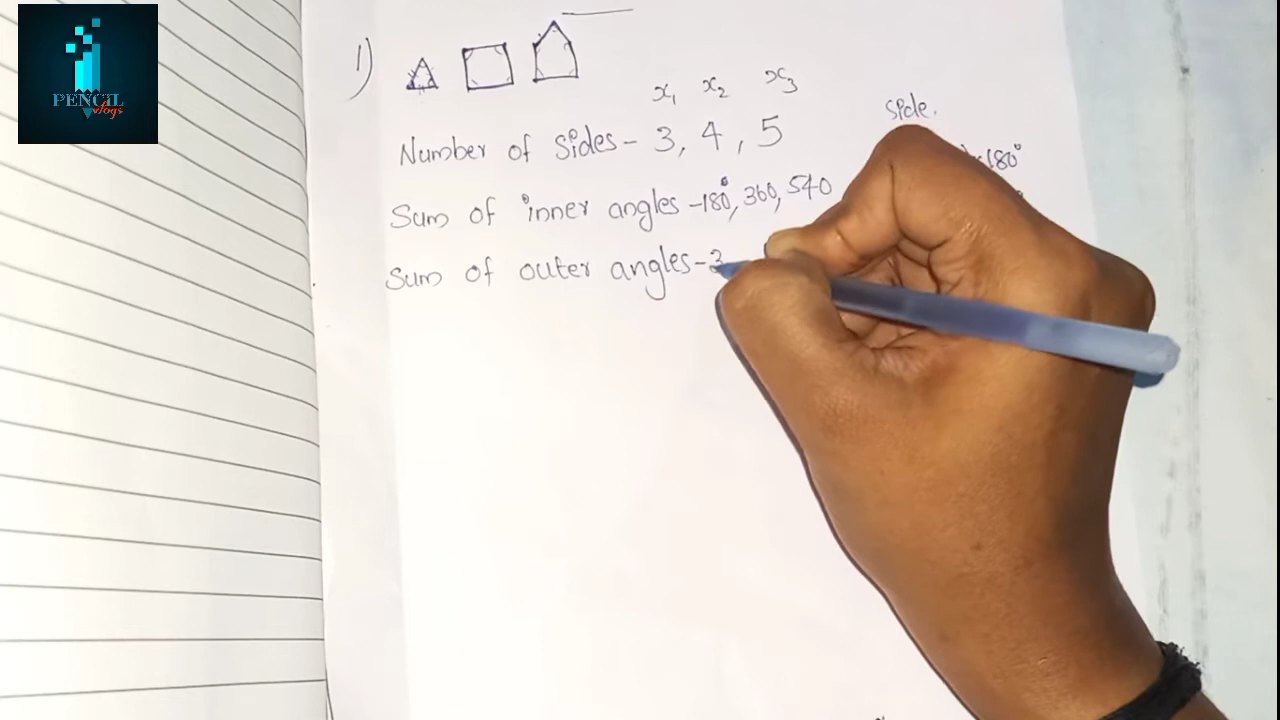 PENCIL
vlogs
1)
x₁ x₂ x₃
side.
Number of sides - 3, 4, 5
180°
Sum of inner angles - 180°, 360, 540
Sum of outer angles - 3